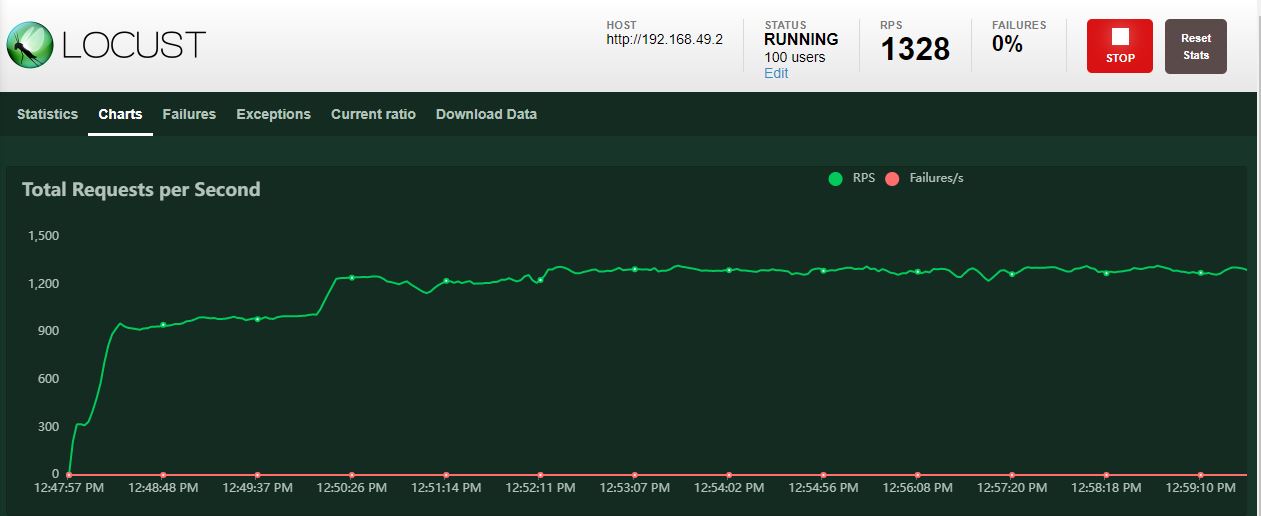 LOCUST
HOST
http://192.168.49.2
STATUS
RUNNING
100 users
Edit
RPS
1328
FAILURES
0%
STOP
Reset
Stats
Statistics Charts Failures Exceptions Current ratio Download Data
Total Requests per Second
RPS Failures/s
1,500
1,200
900
600
300
0
12:47:57 PM 12:48:48 PM 12:49:37 PM 12:50:26 PM 12:51:14 PM 12:52:11 PM 12:53:07 PM 12:54:02 PM 12:54:56 PM 12:56:08 PM 12:57:20 PM 12:58:18 PM 12:59:10 PM